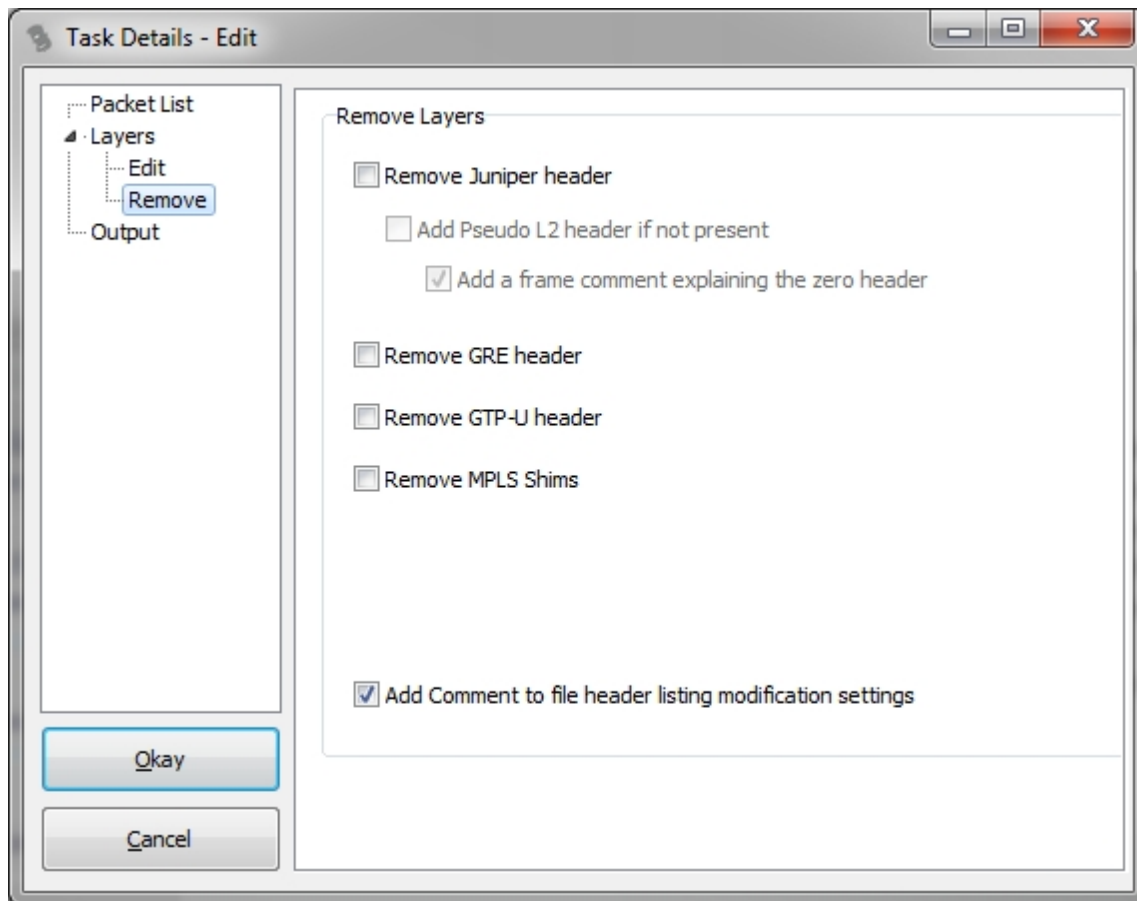 Task Details - Edit
Packet List
Layers
Edit
Remove
Output
Remove Layers
Remove Juniper header
Add Pseudo L2 header if not present
Add a frame comment explaining the zero header
Remove GRE header
Remove GTP-U header
Remove MPLS Shims
Add Comment to file header listing modification settings
Okay
Cancel